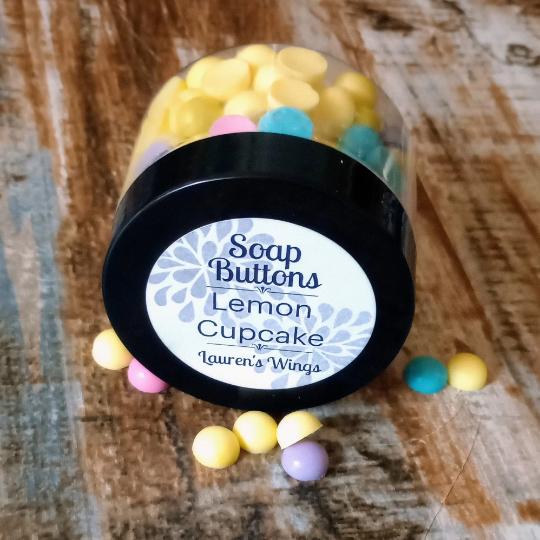 Soap
Buttons
Lemon
Cupcake
Lauren's Wings